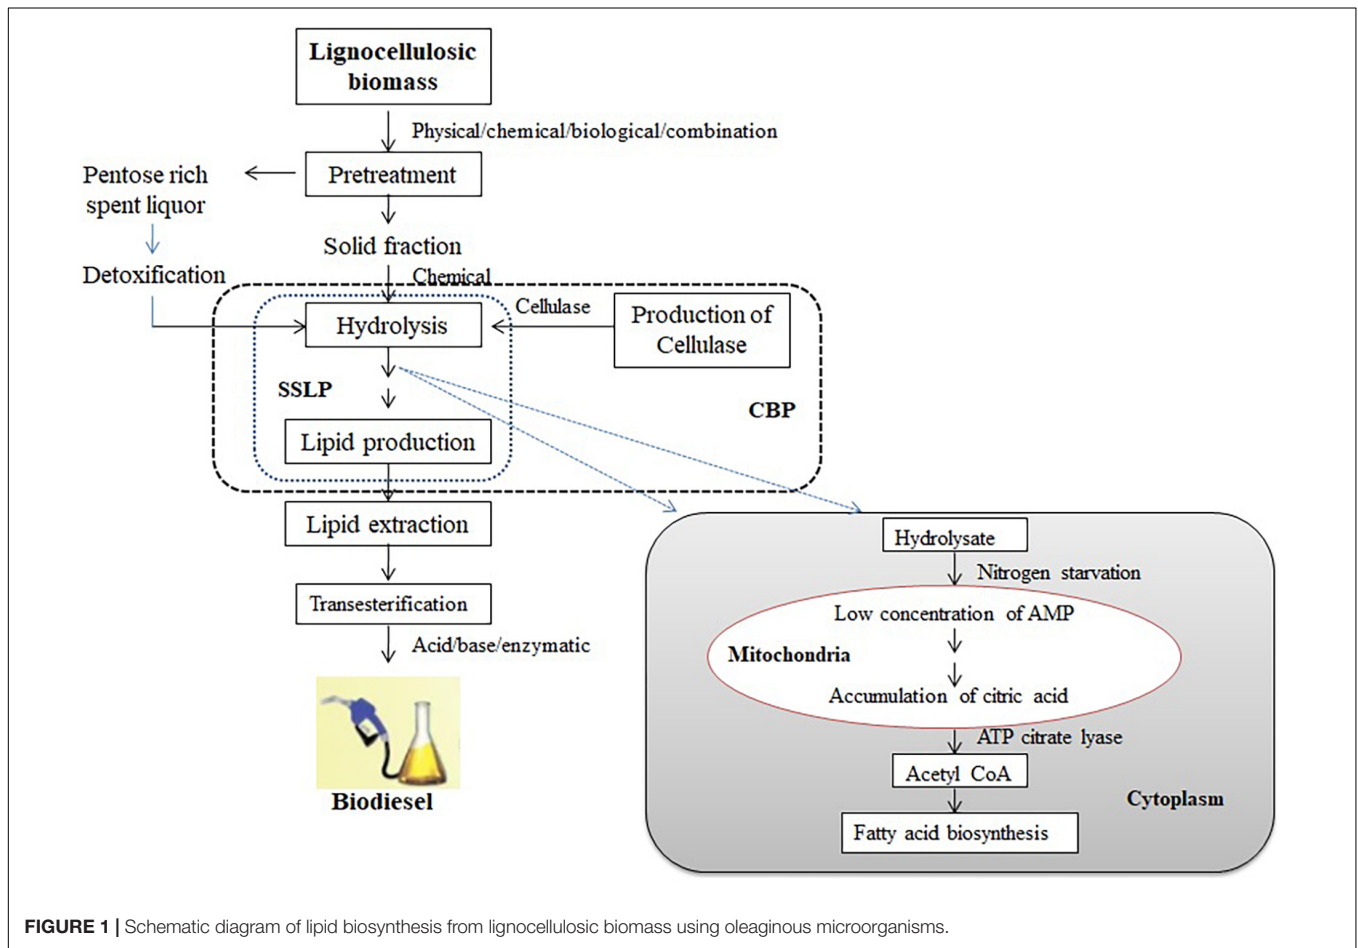 Lignocellulosic
biomass
Physical/chemical/biological/combination
Pretreatment
Pentose rich
spent liquor
Solid fraction
Detoxification
Chemical
Cellulase
Production of
Cellulase
Hydrolysis
SSLP
CBP
Lipid production
Lipid extraction
Transesterification
Acid/base/enzymatic
Biodiesel
Hydrolysate
Nitrogen starvation
Low concentration of AMP
Mitochondria
Accumulation of citric acid
ATP citrate lyase
Acetyl CoA
Cytoplasm
Fatty acid biosynthesis
FIGURE 1 | Schematic diagram of lipid biosynthesis from lignocellulosic biomass using oleaginous microorganisms.